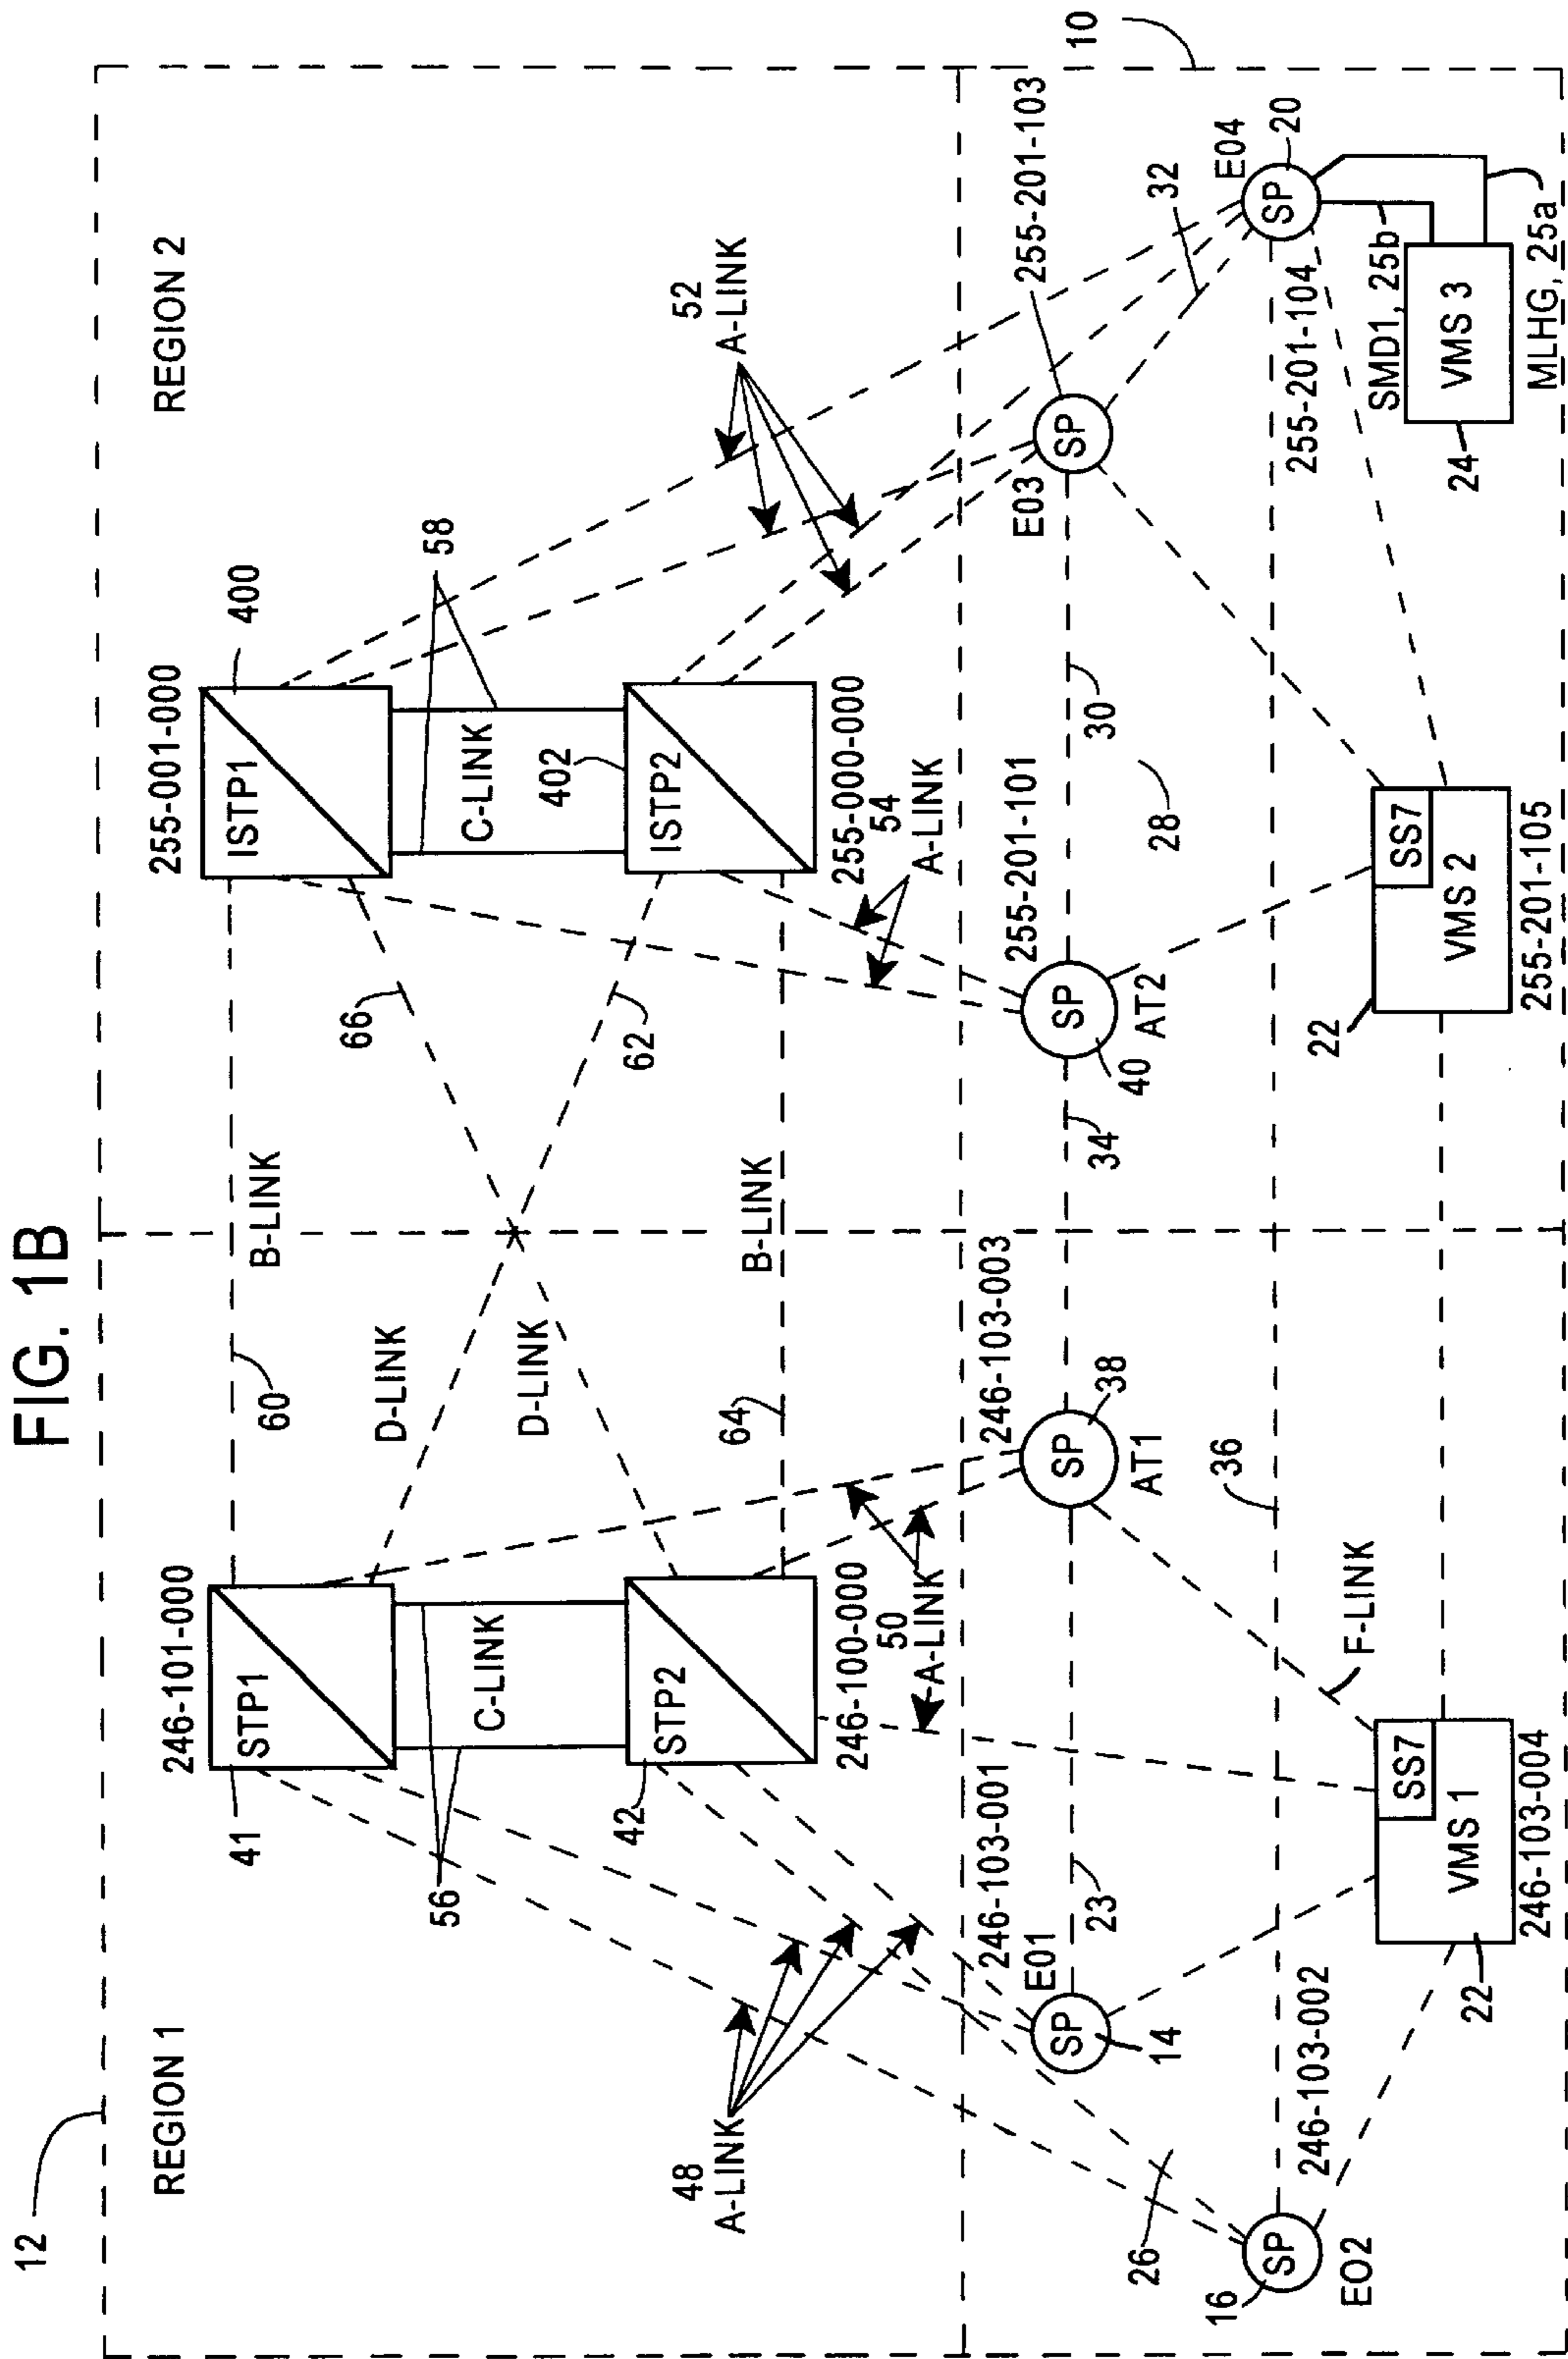 FIG. 1B
12
REGION 1
REGION 2
246-101-000
255-001-000
STP1
41
ISTP1
400
60
B-LINK
66
D-LINK
D-LINK
62
C-LINK
56
C-LINK
58
402
STP2
42
ISTP2
64
B-LINK
246-100-000
255-000-000
48
A-LINK
50
A-LINK
54
A-LINK
52
A-LINK
246-103-001
246-103-003
255-201-101
255-201-103
E01
SP
14
23
SP
38
AT1
34
SP
40
AT2
30
E03
SP
32
10
26
28
36
16
SP
EO2
246-103-002
E04
SP
20
255-201-104
F-LINK
SS7
VMS 1
22
246-103-004
SS7
VMS 2
22
255-201-105
SMD1, 25b
VMS 3
24
MLHG, 25a